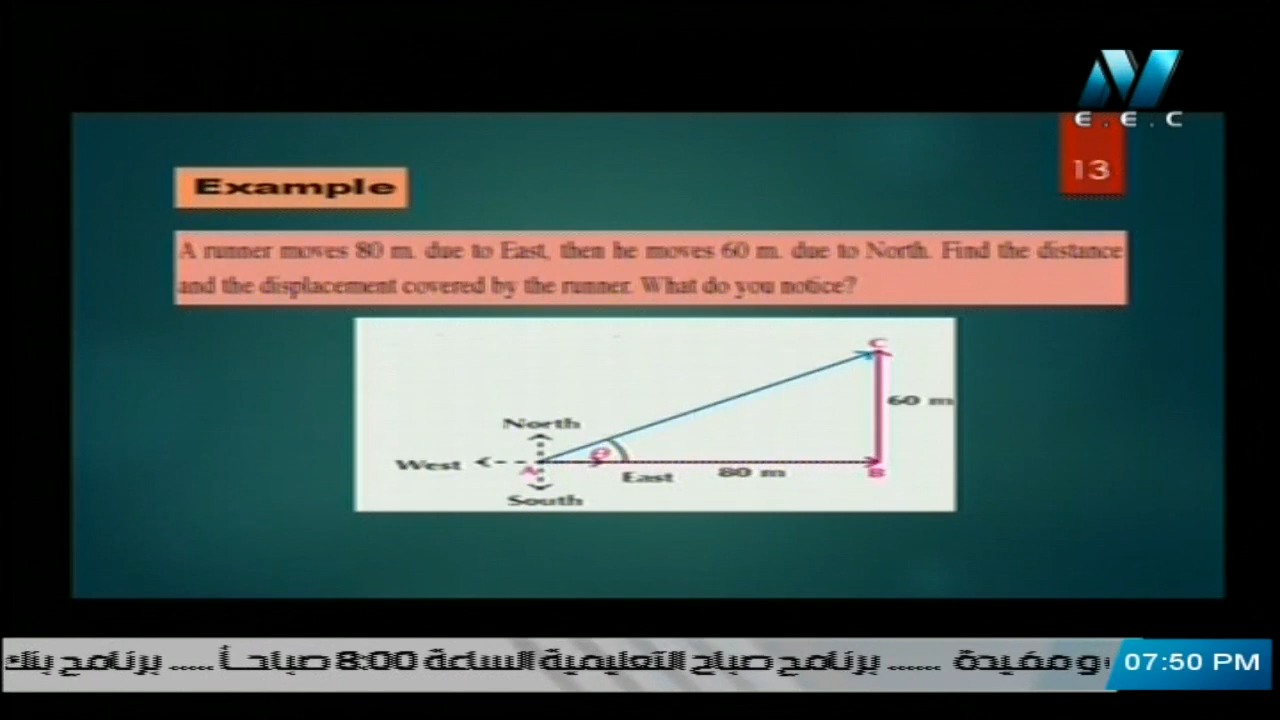 e.e.c
13
Example
A runner moves 80 m. due to East, then he moves 60 m. due to North. Find the distance
and the displacement covered by the runner. What do you notice?
C
60 m
North
West
A
θ
East
80 m
B
South
و مفيدة ...... برنامج صباح التعليمية الساعة 8:00 صباحـأ ..... برنامج بنك
07:50 PM